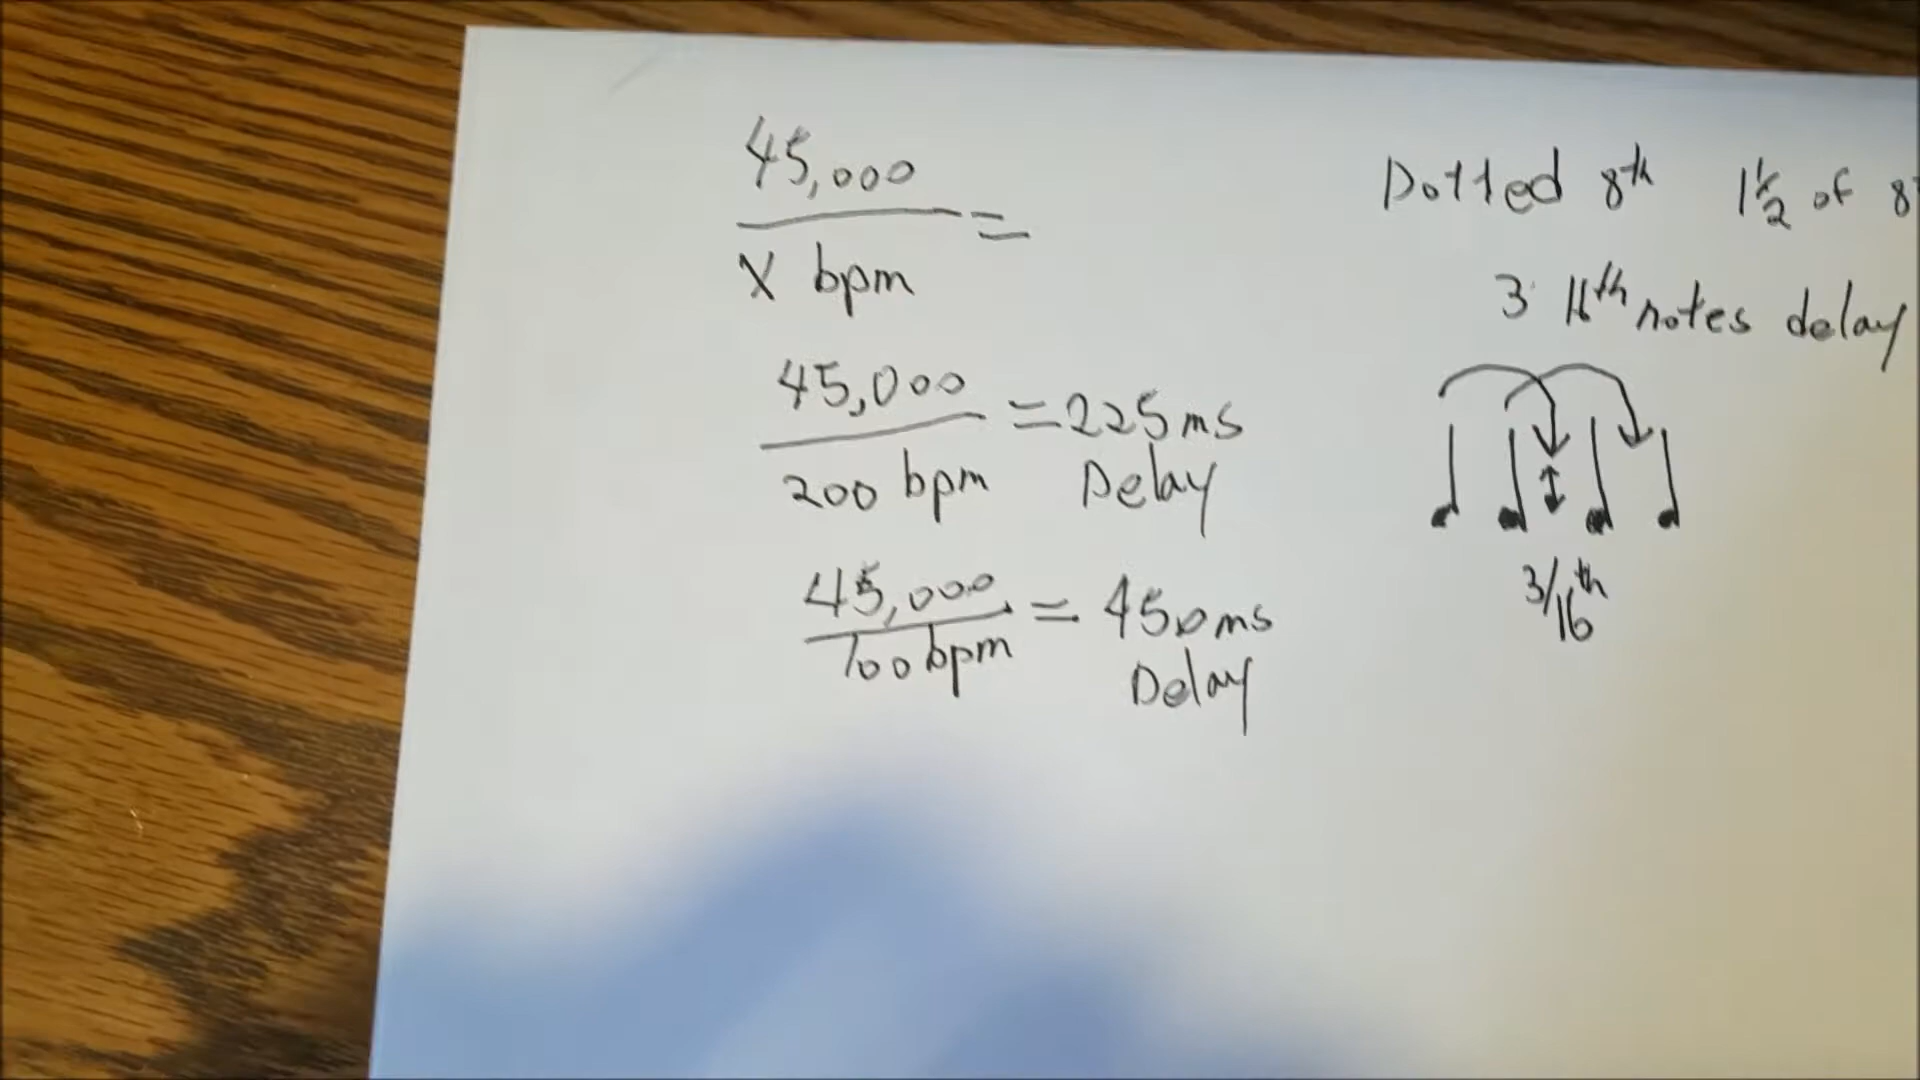 45,000
X bpm =
45,000
200 bpm = 225 ms
Delay
45,000
100 bpm = 450 ms
Delay
Dotted 8th 1½ of 8
3 16th notes delay
3/16th